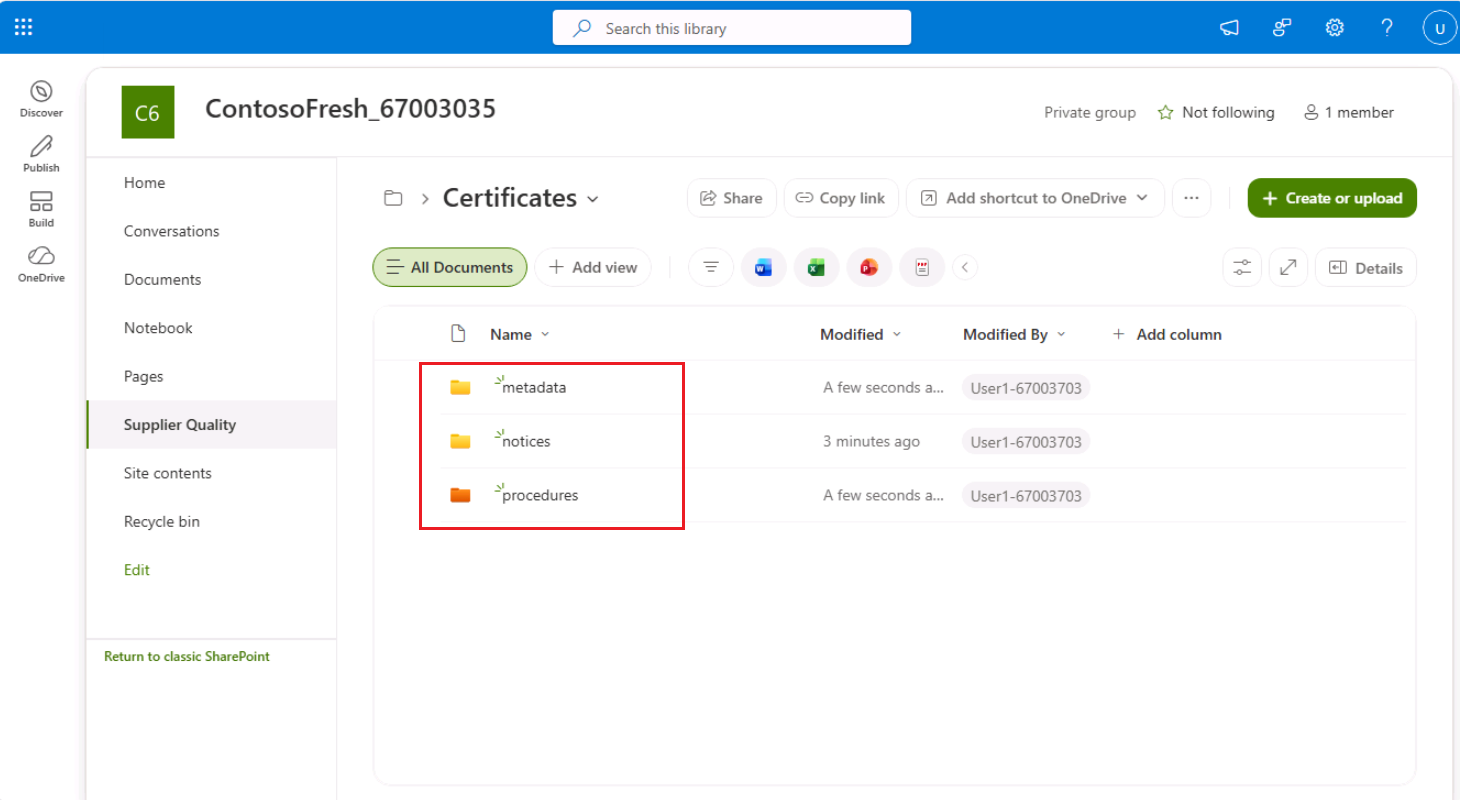 Search this library
U
Discover
Publish
Build
OneDrive
C6
ContosoFresh_67003035
Private group
Not following
1 member
Home
Conversations
Documents
Notebook
Pages
Supplier Quality
Site contents
Recycle bin
Edit
Return to classic SharePoint
Certificates
Share
Copy link
Add shortcut to OneDrive
...
+ Create or upload
All Documents
+ Add view
Details
Name
Modified
Modified By
+ Add column
metadata
A few seconds a...
User1-67003703
notices
3 minutes ago
User1-67003703
procedures
A few seconds a...
User1-67003703